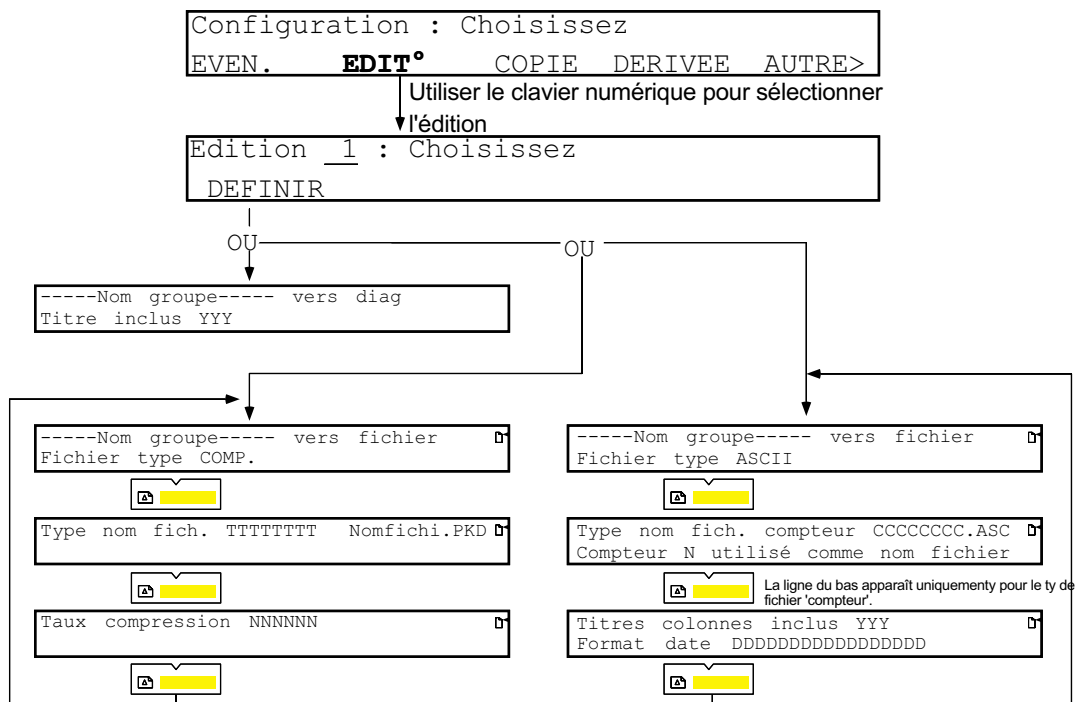 Configuration : Choisissez
EVEN. EDIT° COPIE DERIVEE AUTRE>
Utiliser le clavier numérique pour sélectionner
l'édition
Edition 1 : Choisissez
DEFINIR
OU
OU
-----Nom groupe----- vers diag
Titre inclus YYY
-----Nom groupe----- vers fichier
Fichier type COMP.
-----Nom groupe----- vers fichier
Fichier type ASCII
Type nom fich. TTTTTTTT Nomfichi.PKD
Type nom fich. compteur CCCCCCCC.ASC
Compteur N utilisé comme nom fichier
La ligne du bas apparaît uniquementy pour le ty de
fichier 'compteur'.
Taux compression NNNNNN
Titres colonnes inclus YYY
Format date DDDDDDDDDDDDDDDDD